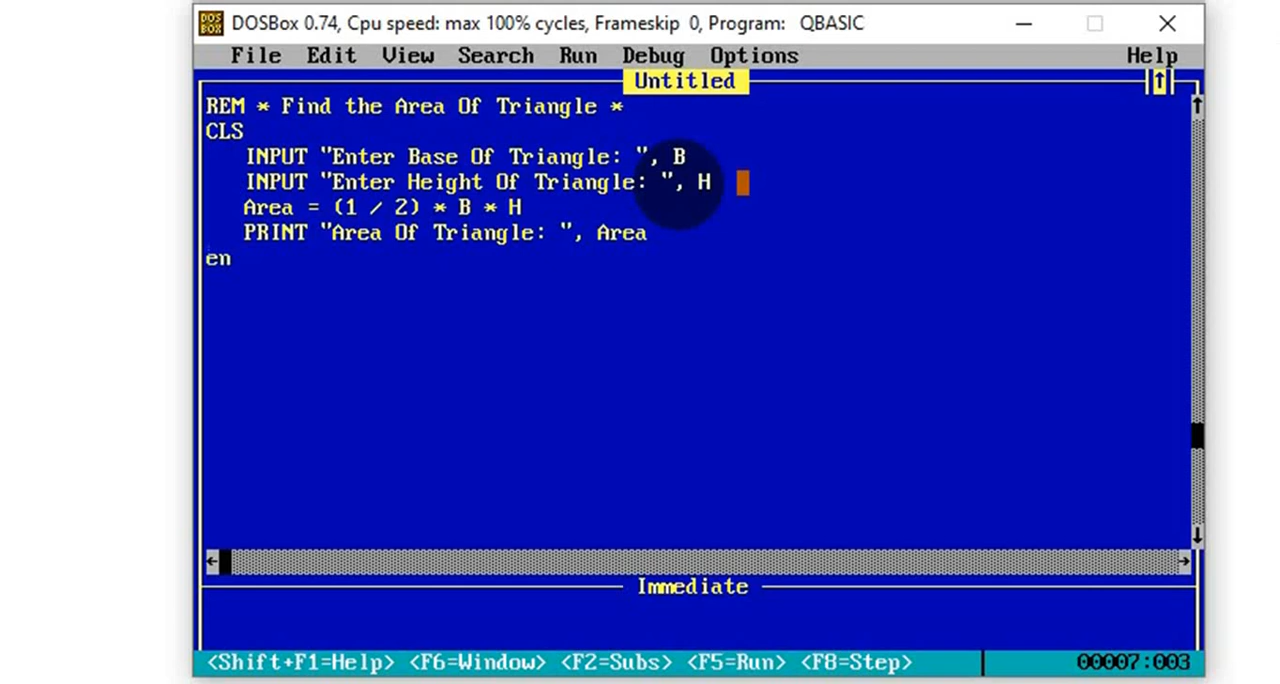 DOSBox 0.74, Cpu speed: max 100% cycles, Frameskip 0, Program: QBASIC
File Edit View Search Run Debug Options Help
Untitled
REM * Find the Area Of Triangle *
CLS
INPUT "Enter Base Of Triangle: ", B
INPUT "Enter Height Of Triangle: ", H
Area = (1 / 2) * B * H
PRINT "Area Of Triangle: ", Area
en
Immediate
<Shift+F1=Help> <F6=Window> <F2=Subs> <F5=Run> <F8=Step> 00007:003